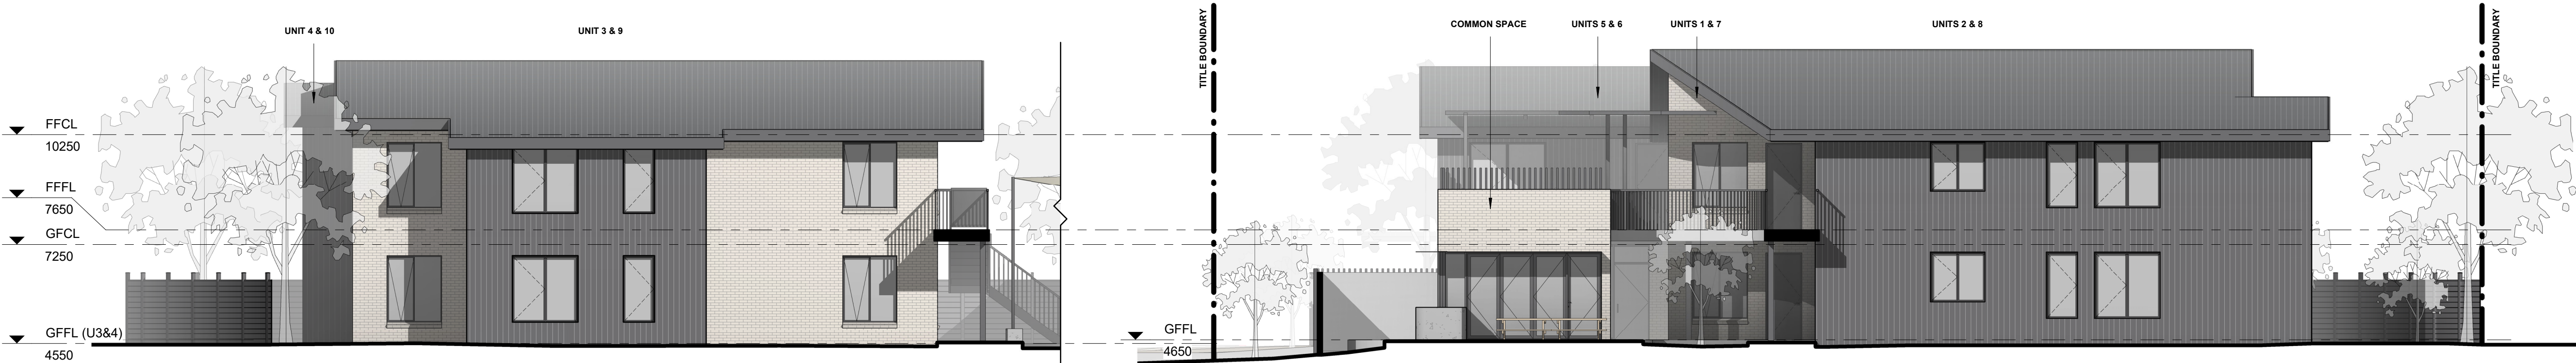 UNIT 4 & 10
UNIT 3 & 9
FFCL
10250
FFFL
7650
GFCL
7250
GFFL (U3&4)
4550
TITLE BOUNDARY
COMMON SPACE
UNITS 5 & 6
UNITS 1 & 7
UNITS 2 & 8
TITLE BOUNDARY
GFFL
4650